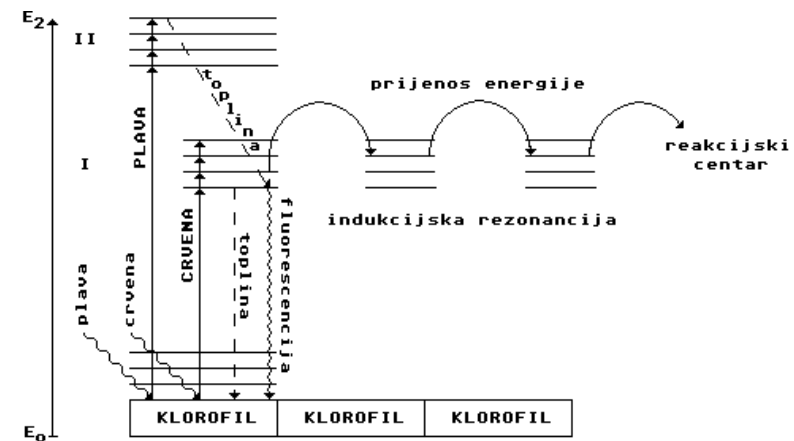 E2
II
toplina
PLAVA
prijenos energije
reakcijski
centar
I
CRVENA
toplina
fluorescencija
indukcijska rezonancija
plava
crvena
KLOROFIL
KLOROFIL
KLOROFIL
E0